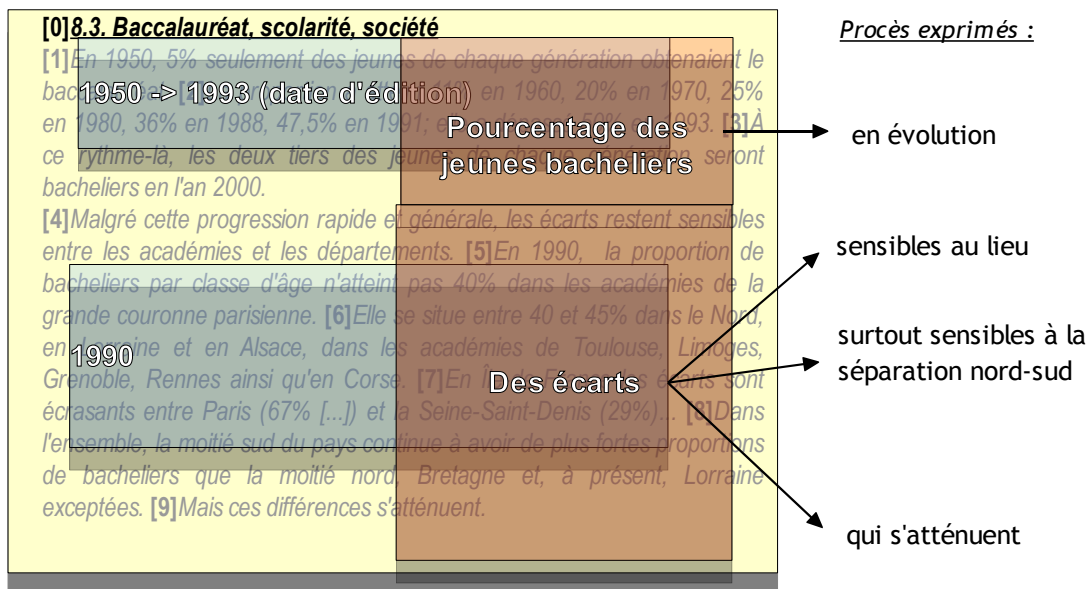 [0]8.3. Baccalauréat, scolarité, société
Procès exprimés :
[1]En 1950, 5% seulement des jeunes de chaque génération obtenaient le
[2] en 1960, 20% en 1970, 25%
1950 -> 1993 (date d'édition)
en 1980, 36% en 1988, 47,5% en 1991; 50% 1993. [3]À
Pourcentage des
jeunes bacheliers
en évolution
ce rythme-là, les deux tiers des jeunes de chaque génération seront
bacheliers en l'an 2000.
[4]Malgré cette progression rapide et générale, les écarts restent sensibles
entre les académies et les départements. [5]En 1990, la proportion de
sensibles au lieu
bacheliers par classe d'âge n'atteint pas 40% dans les académies de la
grande couronne parisienne. [6]Elle se situe entre 40 et 45% dans le Nord,
en Lorraine et en Alsace, dans les académies de Toulouse, Limoges,
1990
surtout sensibles à la
séparation nord-sud
Grenoble, Rennes ainsi qu'en Corse. [7]En écarts sont
Des écarts
écrasants entre Paris (67% [...]) et la Seine-Saint-Denis (29%)... [8]Dans
l'ensemble, la moitié sud du pays continue à avoir de plus fortes proportions
de bacheliers que la moitié nord, Bretagne et, à présent, Lorraine
exceptées. [9]Mais ces différences s'atténuent.
qui s'atténuent